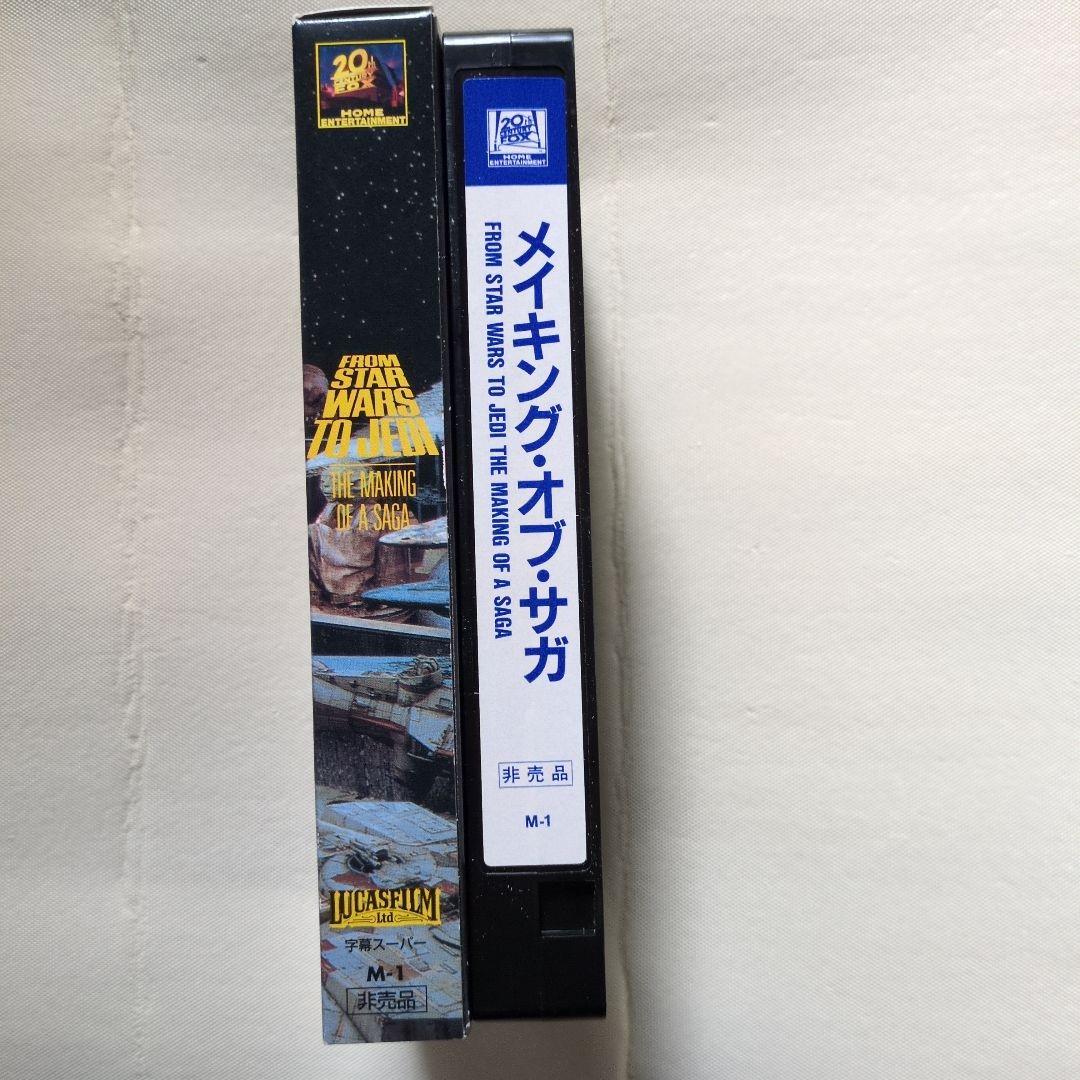 20TH
CENTURY
FOX
HOME
ENTERTAINMENT
FROM
STAR
WARS
TO JEDI
THE MAKING
OF A SAGA
LUCASFILM
Ltd
字幕スーパー
M-1
非売品
20TH
CENTURY
FOX
HOME
ENTERTAINMENT
メイキング・オブ・サガ
FROM STAR WARS TO JEDI THE MAKING OF A SAGA
非売品
M-1